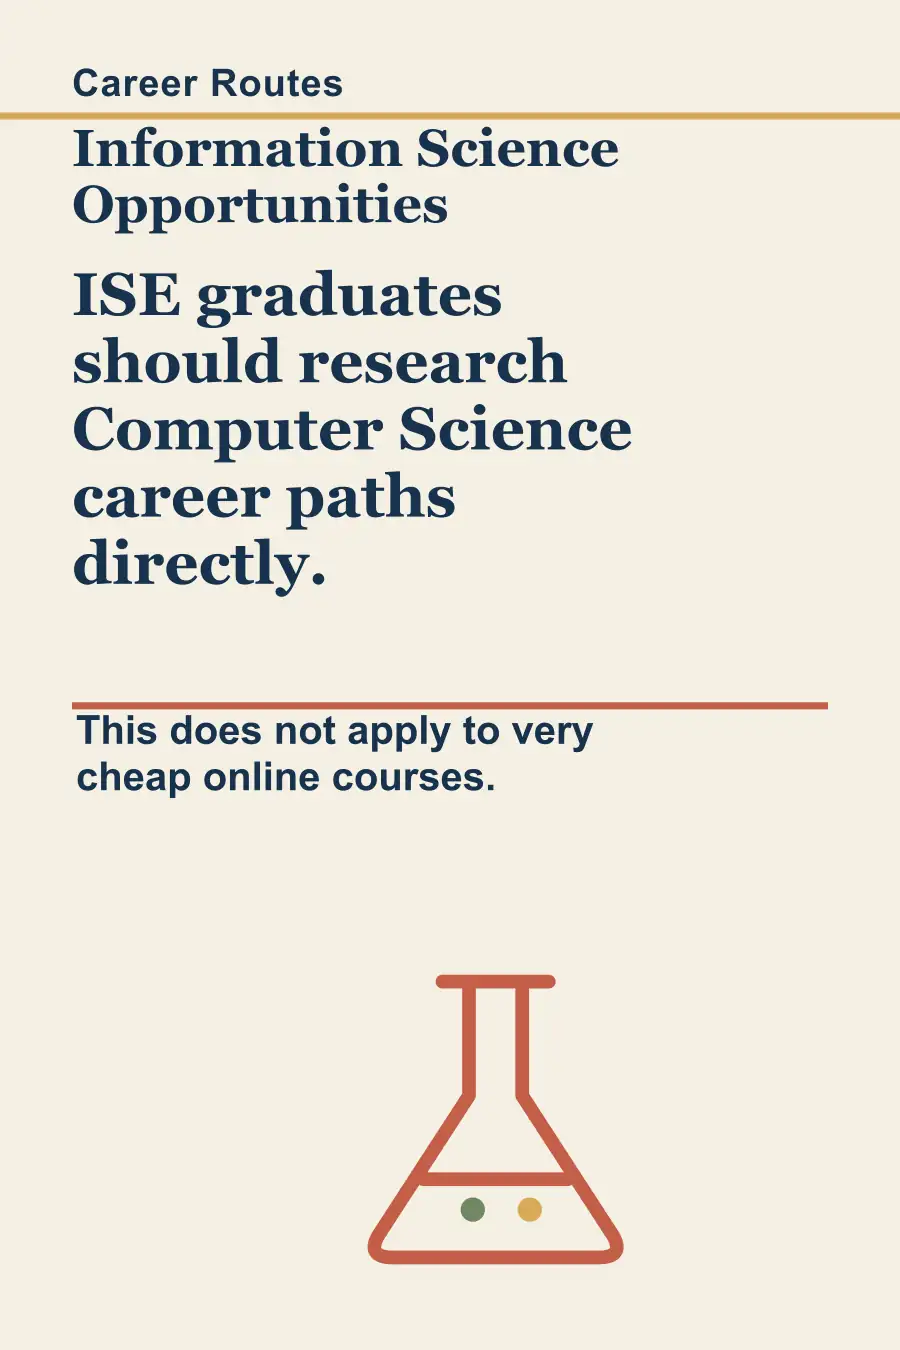 Career Routes
Information Science
Opportunities
ISE graduates
should research
Computer Science
career paths
directly.
This does not apply to very
cheap online courses.